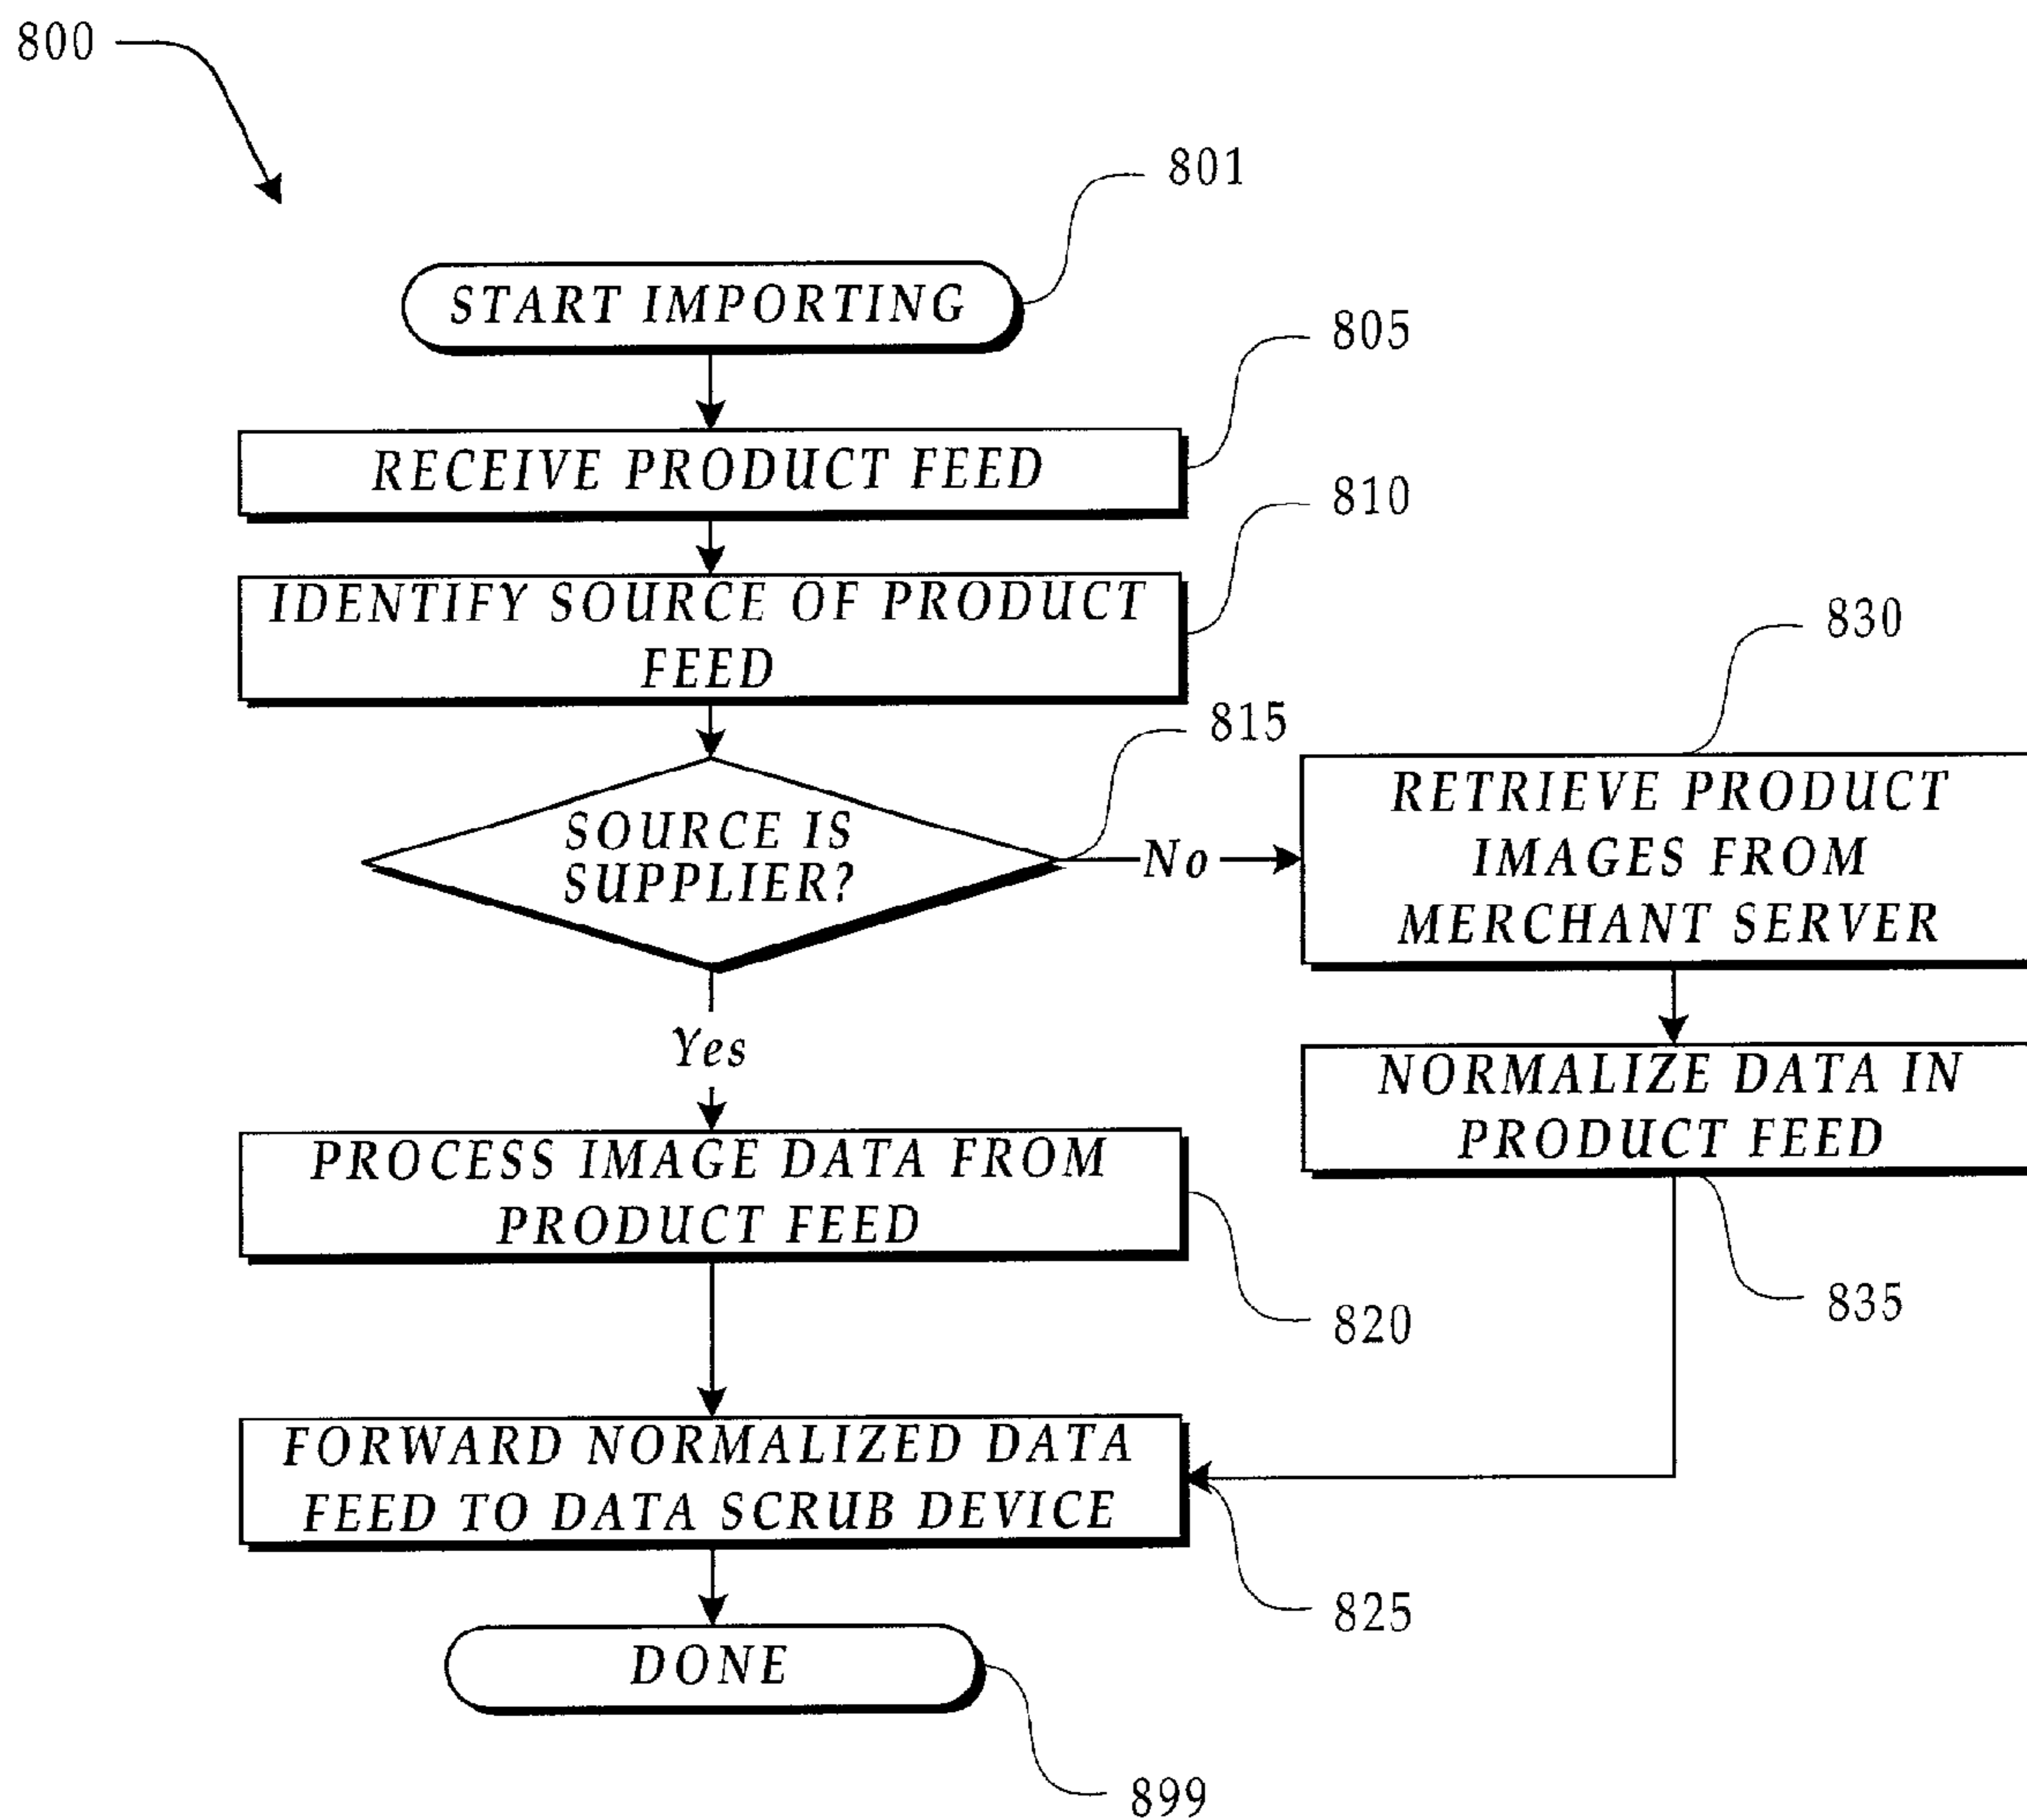 800
801
START IMPORTING
805
RECEIVE PRODUCT FEED
810
IDENTIFY SOURCE OF PRODUCT
FEED
815
SOURCE IS
SUPPLIER?
No
830
RETRIEVE PRODUCT
IMAGES FROM
MERCHANT SERVER
Yes
NORMALIZE DATA IN
PRODUCT FEED
835
PROCESS IMAGE DATA FROM
PRODUCT FEED
820
FORWARD NORMALIZED DATA
FEED TO DATA SCRUB DEVICE
825
DONE
899